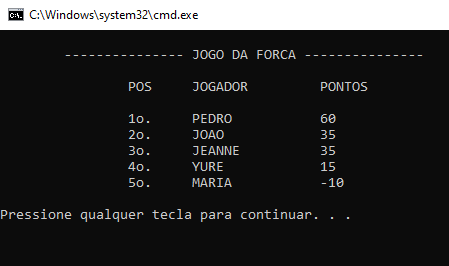 C:\Windows\system32\cmd.exe
--------------- JOGO DA FORCA ---------------
POS JOGADOR PONTOS
1o. PEDRO 60
2o. JOAO 35
3o. JEANNE 35
4o. YURE 15
5o. MARIA -10
Pressione qualquer tecla para continuar. . .